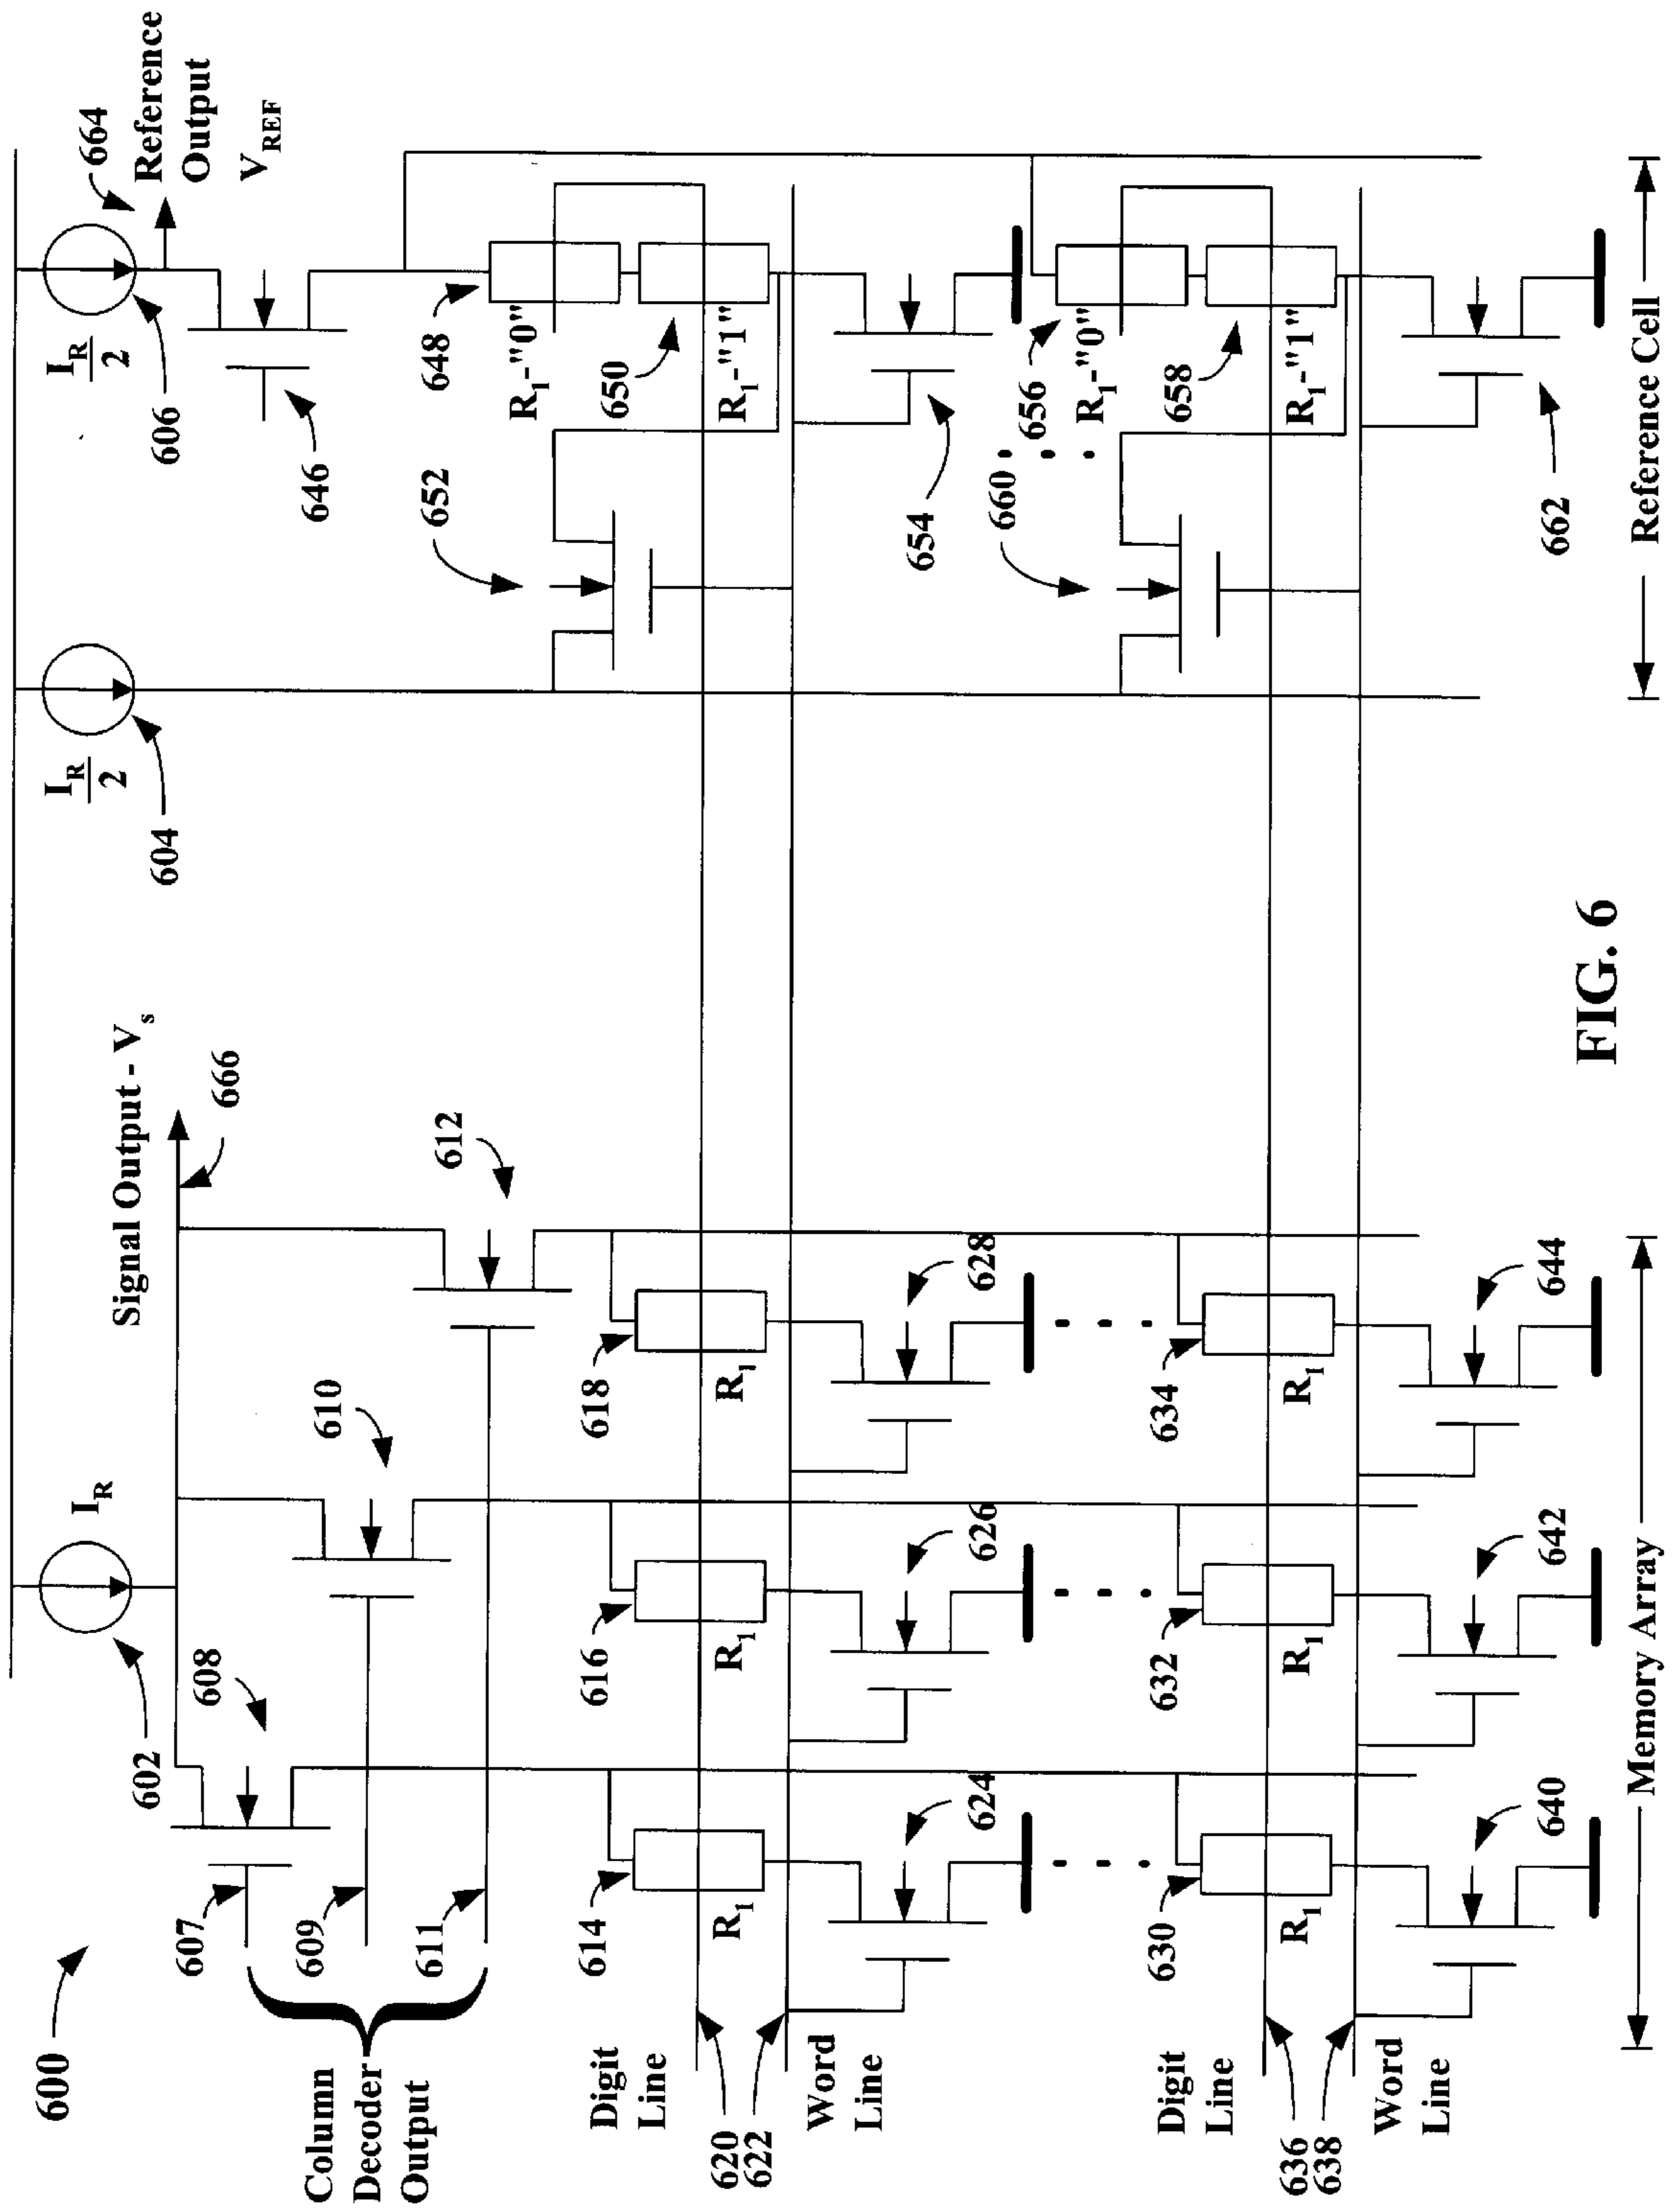 600
602
I_R
Signal Output - V_s
666
I_R
2
604
I_R
2
606
664
Reference
Output
V_REF
607
608
609
610
611
612
646
Column
Decoder
Output
614
R_1
616
R_1
618
R_1
652
648
R_1-"0"
650
R_1-"1"
Digit
Line
620
622
Word
Line
624
626
628
654
630
R_1
632
R_1
634
R_1
660
656
R_1-"0"
658
R_1-"1"
Digit
Line
636
638
Word
Line
640
642
644
662
Memory Array
Reference Cell
FIG. 6